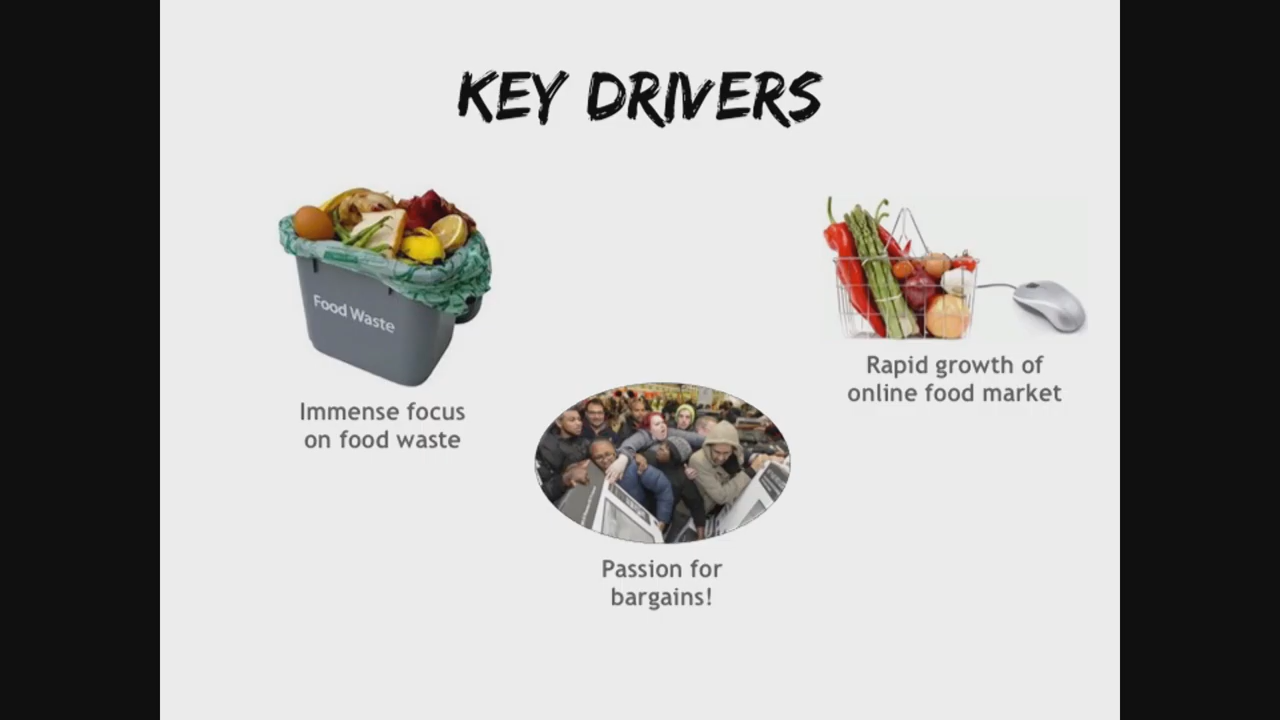 KEY DRIVERS
Food Waste
Immense focus
on food waste
Rapid growth of
online food market
Passion for
bargains!